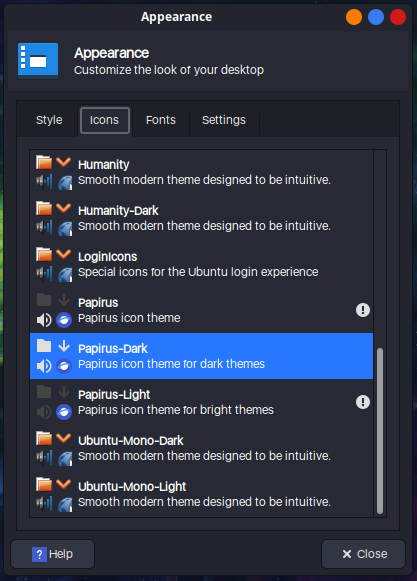 Appearance
Appearance
Customize the look of your desktop
Style Icons Fonts Settings
Humanity
Smooth modern theme designed to be intuitive.
Humanity-Dark
Smooth modern theme designed to be intuitive.
LoginIcons
Special icons for the Ubuntu login experience
Papirus
Papirus icon theme
Papirus-Dark
Papirus icon theme for dark themes
Papirus-Light
Papirus icon theme for bright themes
Ubuntu-Mono-Dark
Smooth modern theme designed to be intuitive.
Ubuntu-Mono-Light
Smooth modern theme designed to be intuitive.
? Help × Close